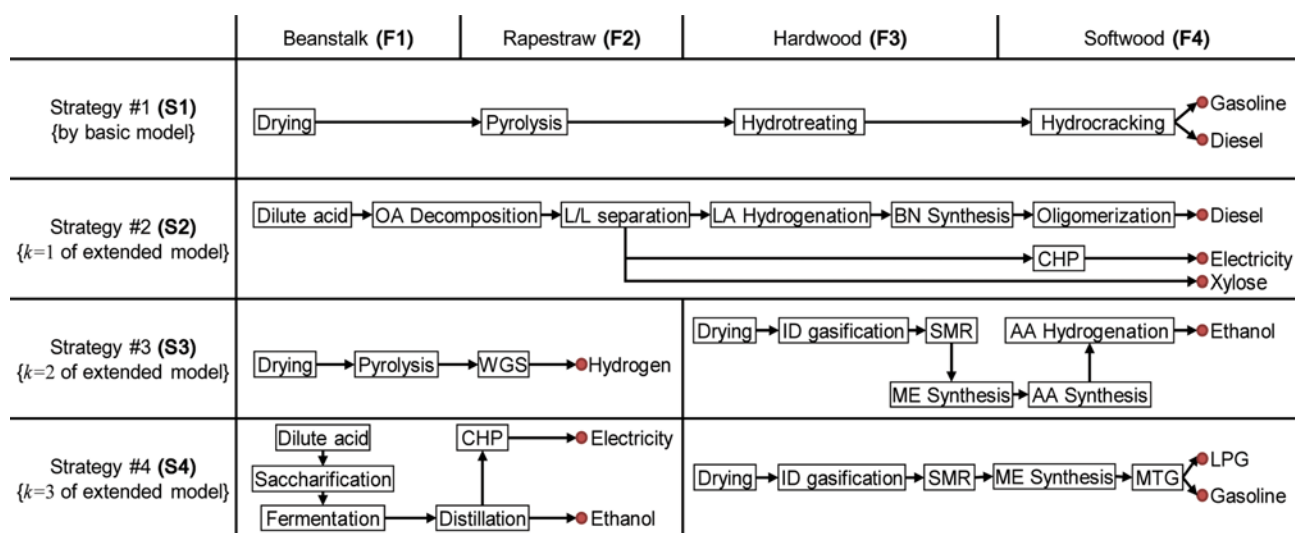 Beanstalk (F1)
Rapestraw (F2)
Hardwood (F3)
Softwood (F4)
Strategy #1 (S1)
{by basic model}
Drying
Pyrolysis
Hydrotreating
Hydrocracking
Gasoline
Diesel
Strategy #2 (S2)
{k=1 of extended model}
Dilute acid
OA Decomposition
L/L separation
LA Hydrogenation
BN Synthesis
Oligomerization
Diesel
CHP
Electricity
Xylose
Strategy #3 (S3)
{k=2 of extended model}
Drying
Pyrolysis
WGS
Hydrogen
Drying
ID gasification
SMR
ME Synthesis
AA Synthesis
AA Hydrogenation
Ethanol
Strategy #4 (S4)
{k=3 of extended model}
Dilute acid
Saccharification
Fermentation
Distillation
CHP
Electricity
Ethanol
Drying
ID gasification
SMR
ME Synthesis
MTG
LPG
Gasoline